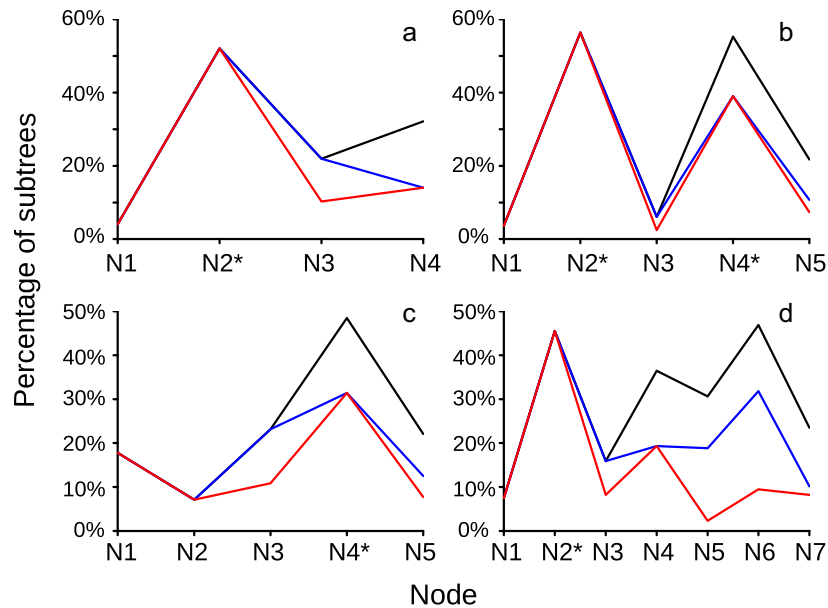 Percentage of subtrees
a
60%
40%
20%
0%
N1 N2* N3 N4
b
60%
40%
20%
0%
N1 N2* N3 N4* N5
c
50%
40%
30%
20%
10%
0%
N1 N2 N3 N4* N5
d
50%
40%
30%
20%
10%
0%
N1 N2* N3 N4 N5 N6 N7
Node